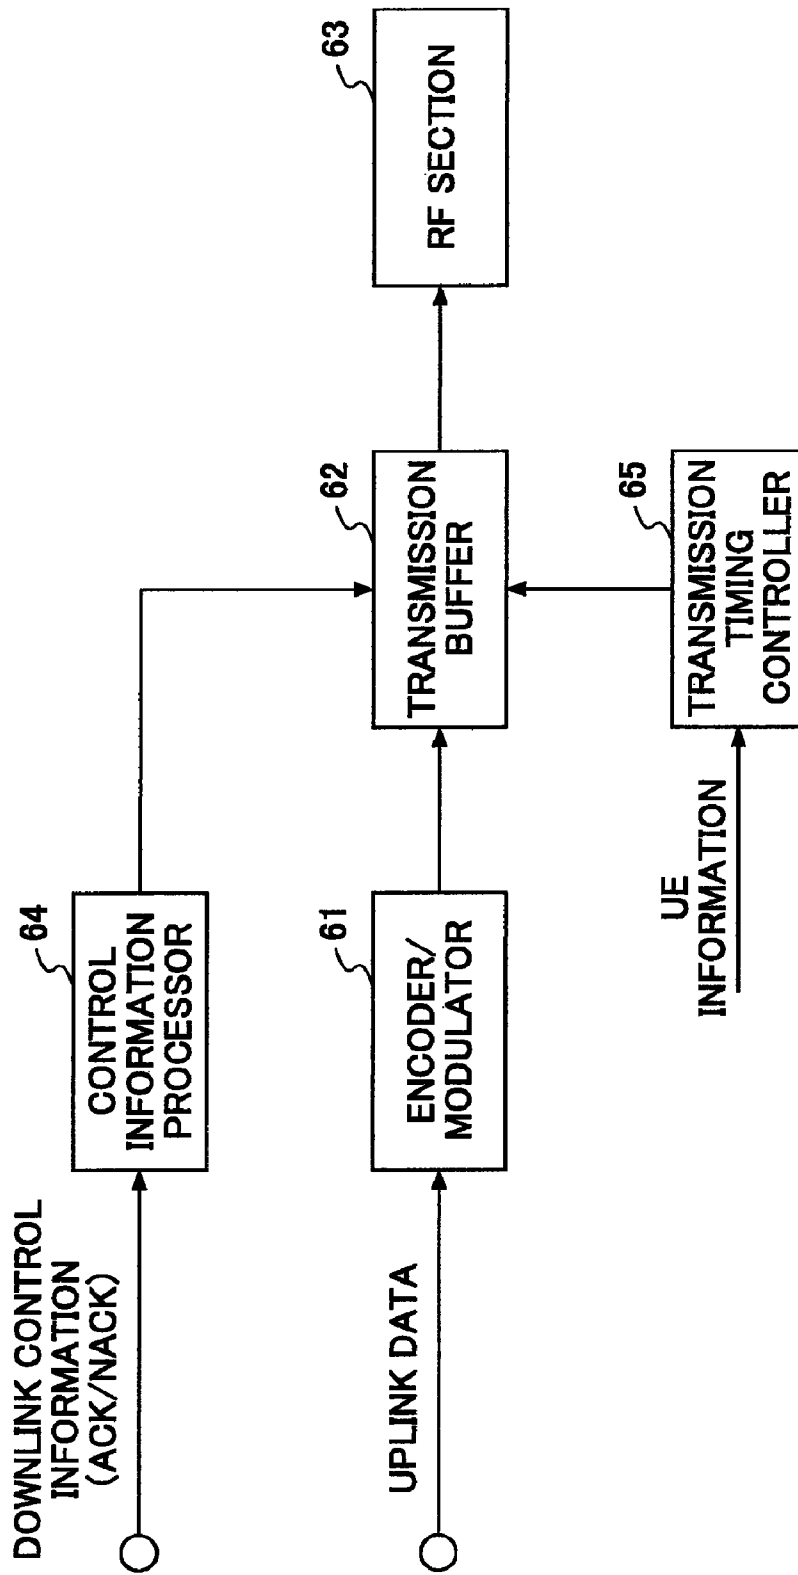 DOWNLINK CONTROL
INFORMATION
(ACK/NACK)
64
CONTROL
INFORMATION
PROCESSOR
UPLINK DATA
61
ENCODER/
MODULATOR
62
TRANSMISSION
BUFFER
63
RF SECTION
UE
INFORMATION
65
TRANSMISSION
TIMING
CONTROLLER